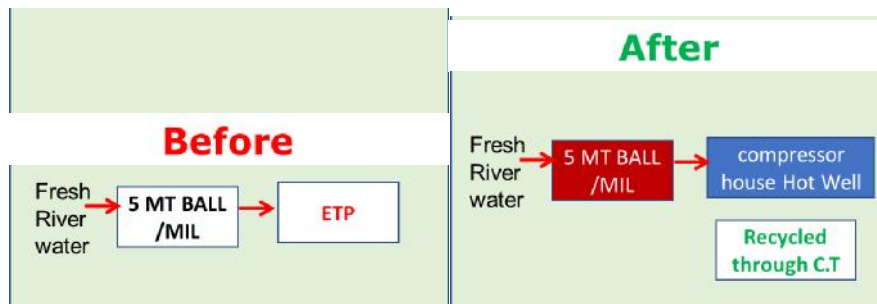 Before
Fresh
River
water
5 MT BALL
/MIL
ETP
After
Fresh
River
water
5 MT BALL
/MIL
compressor
house Hot Well
Recycled
through C.T